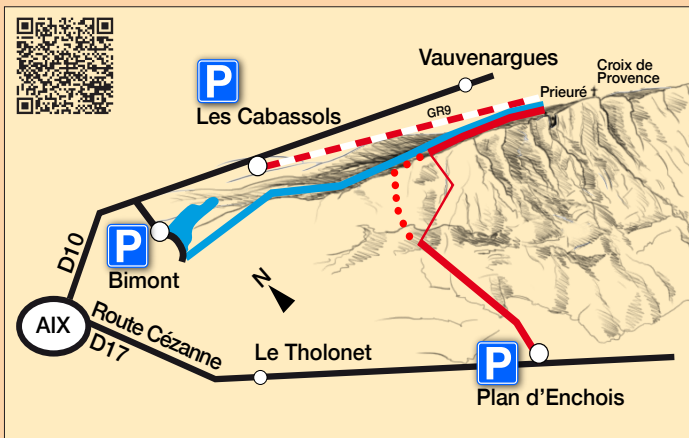 Vauvenargues
Croix de
Provence
Prieuré
P
Les Cabassols
GR9
D10
P
Bimont
N
AIX
Route Cézanne
D17
Le Tholonet
P
Plan d'Enchois